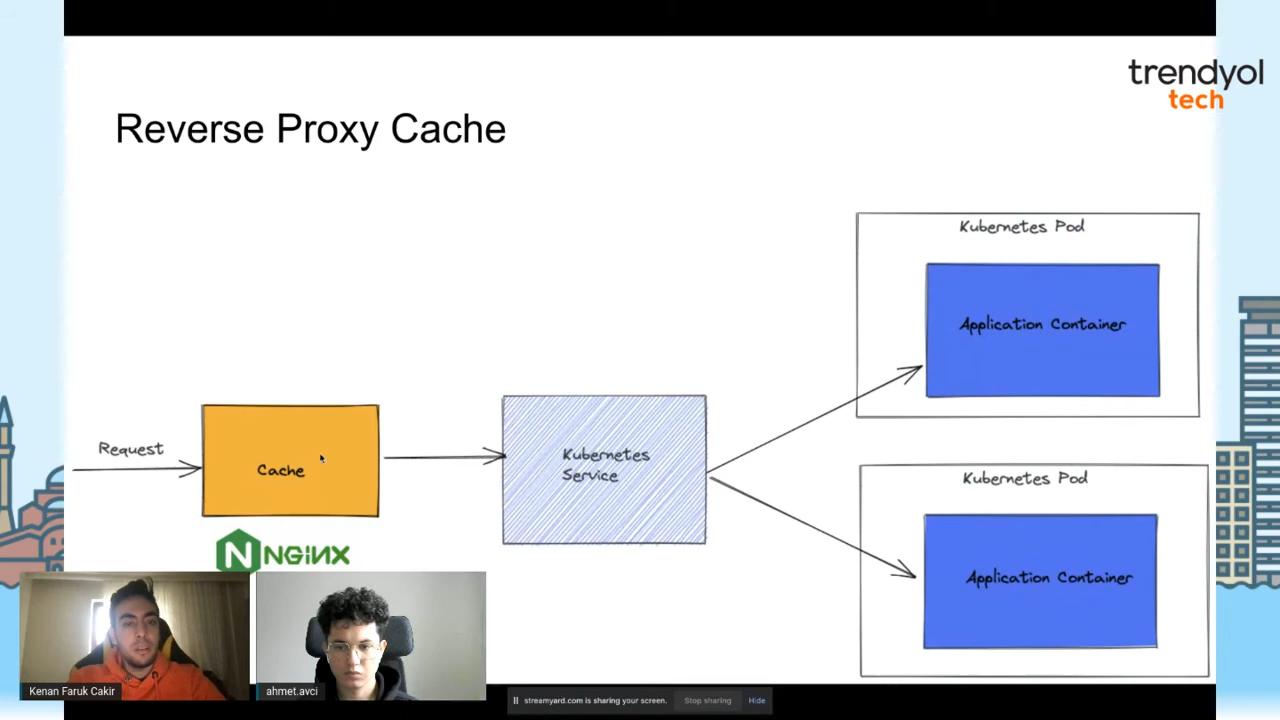 trendyol
tech
Reverse Proxy Cache
Kubernetes Pod
Application Container
Request
Cache
Kubernetes
Service
Kubernetes Pod
Application Container
N NGiNX
Kenan Faruk Cakir
ahmet.avci
streamyard.com is sharing your screen.
Stop sharing
Hide